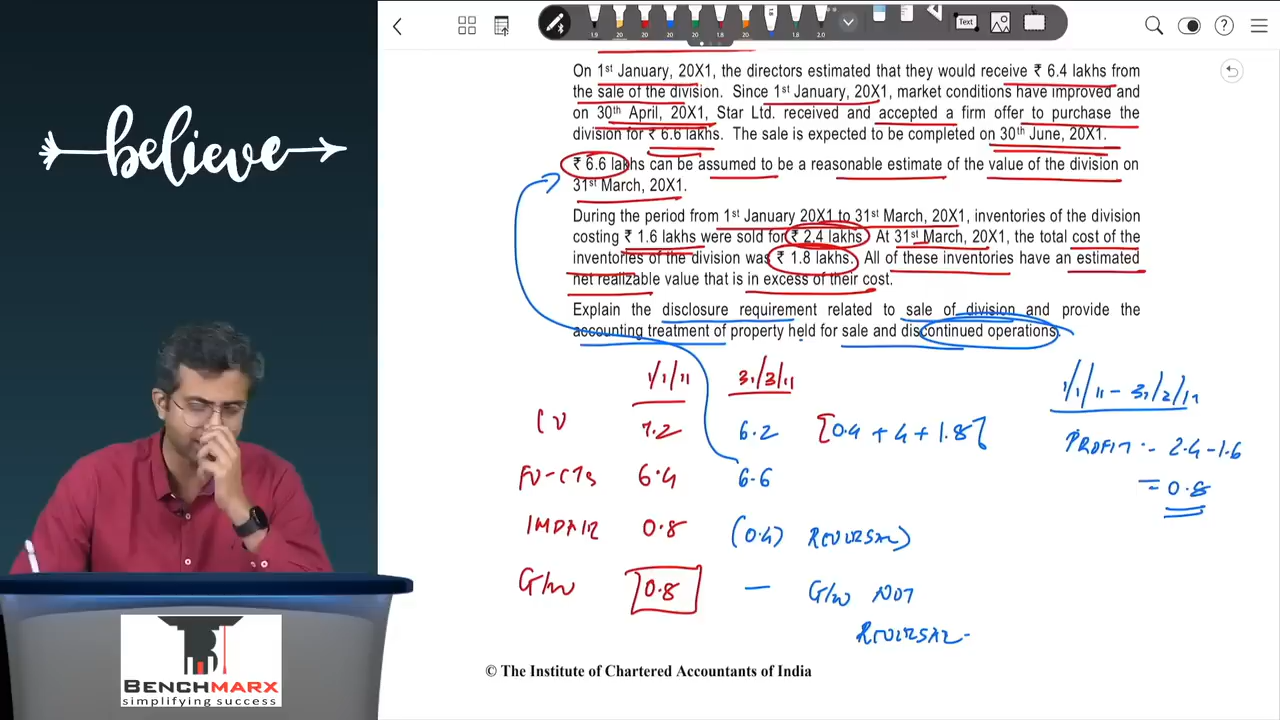 believe
Text
On 1st January, 20X1, the directors estimated that they would receive ₹ 6.4 lakhs from
the sale of the division. Since 1st January, 20X1, market conditions have improved and
on 30th April, 20X1, Star Ltd. received and accepted a firm offer to purchase the
division for ₹ 6.6 lakhs. The sale is expected to be completed on 30th June, 20X1.
₹ 6.6 lakhs can be assumed to be a reasonable estimate of the value of the division on
31st March, 20X1.
During the period from 1st January 20X1 to 31st March, 20X1, inventories of the division
costing ₹ 1.6 lakhs were sold for ₹ 2.4 lakhs. At 31st March, 20X1, the total cost of the
inventories of the division was ₹ 1.8 lakhs. All of these inventories have an estimated
net realizable value that is in excess of their cost.
Explain the disclosure requirement related to sale of division and provide the
accounting treatment of property held for sale and discontinued operations.
1/1/11 31/3/11
CV 7.2 6.2 [0.4 + 4 + 1.8]
FV-CTS 6.4 6.6
IMPAIR 0.8 (0.4) REVERSAL)
G/W 0.8 — G/W NOT
REVERSAL
1/1/11 - 31/3/11
PROFIT - 2.4-1.6
= 0.8
BENCHMARX
simplifying success
© The Institute of Chartered Accountants of India